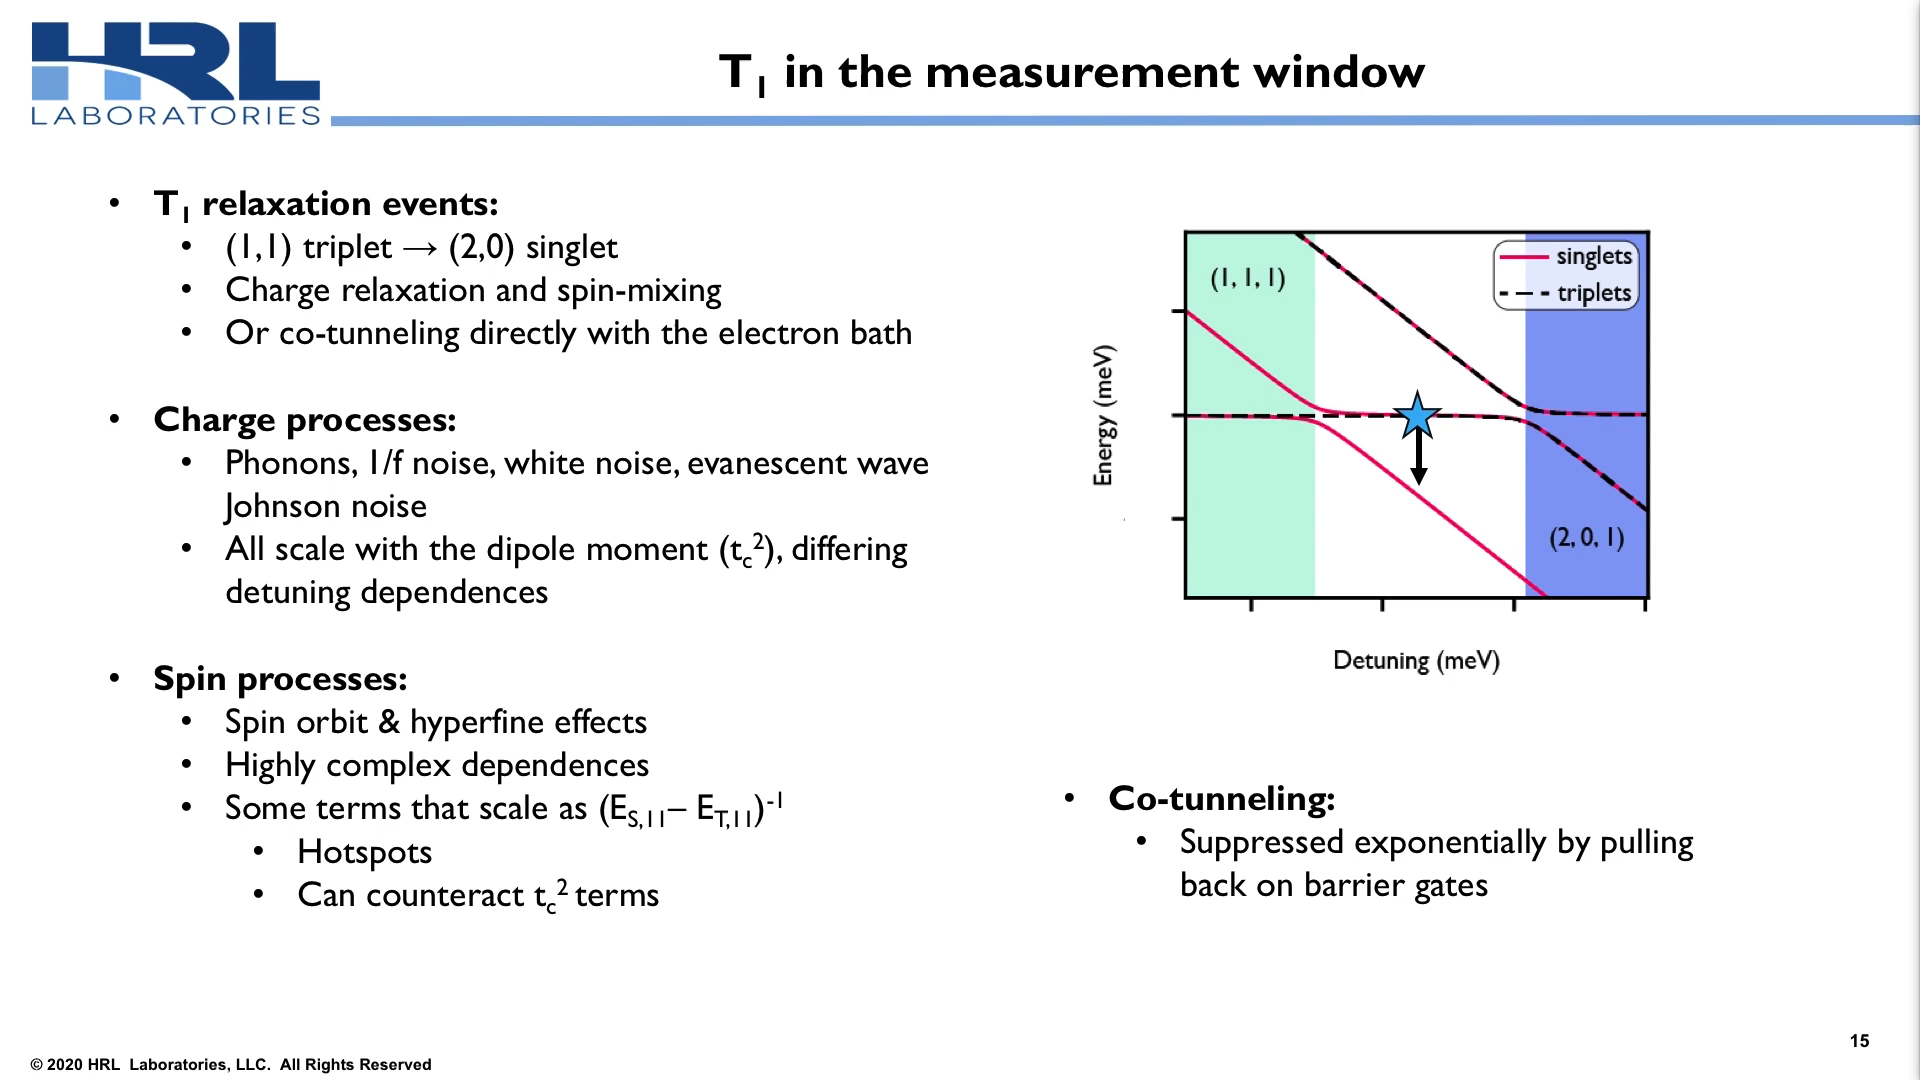 HRL
LABORATORIES
T₁ in the measurement window
• T₁ relaxation events:
• (1,1) triplet → (2,0) singlet
• Charge relaxation and spin-mixing
• Or co-tunneling directly with the electron bath
• Charge processes:
• Phonons, 1/f noise, white noise, evanescent wave
Johnson noise
• All scale with the dipole moment (t_c²), differing
detuning dependences
• Spin processes:
• Spin orbit & hyperfine effects
• Highly complex dependences
• Some terms that scale as (E_S,11 – E_T,11)⁻¹
• Hotspots
• Can counteract t_c² terms
(1, 1, 1)
singlets
triplets
Energy (meV)
(2, 0, 1)
Detuning (meV)
• Co-tunneling:
• Suppressed exponentially by pulling
back on barrier gates
15
© 2020 HRL Laboratories, LLC. All Rights Reserved